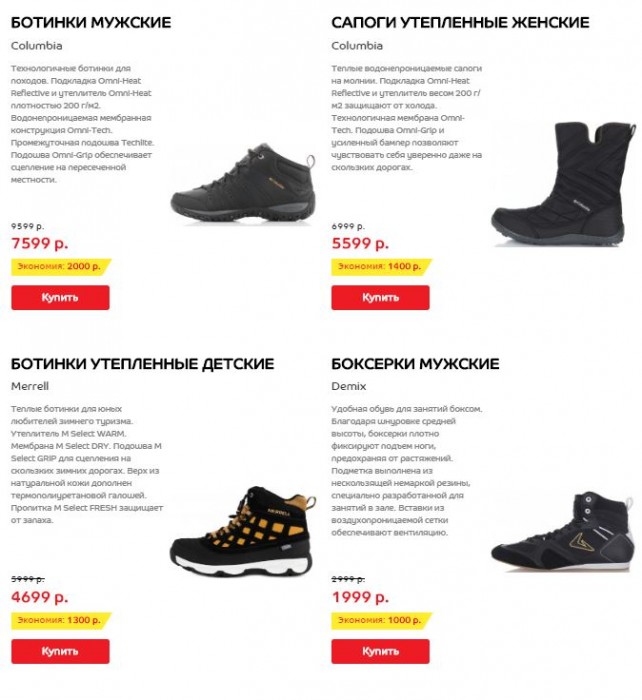 БОТИНКИ МУЖСКИЕ
Columbia
Технологичные ботинки для
походов. Подкладка Omni-Heat
Reflective и утеплитель Omni-Heat
плотностью 200 г/м2.
Водонепроницаемая мембранная
конструкция Omni-Tech.
Промежуточная подошва Techlite.
Подошва Omni-Grip обеспечивает
сцепление на пересеченной
местности.
9599 р.
7599 р.
Экономия: 2000 р.
Купить
САПОГИ УТЕПЛЕННЫЕ ЖЕНСКИЕ
Columbia
Теплые водонепроницаемые сапоги
на молнии. Подкладка Omni-Heat
Reflective и утеплитель весом 200 г/
м2 защищают от холода.
Технологичная мембрана Omni-
Tech. Подошва Omni-Grip и
усиленный бампер позволяют
чувствовать себя уверенно даже на
скользких дорогах.
6999 р.
5599 р.
Экономия: 1400 р.
Купить
БОТИНКИ УТЕПЛЕННЫЕ ДЕТСКИЕ
Merrell
Теплые ботинки для юных
любителей зимнего туризма.
Утеплитель M Select WARM.
Мембрана M Select DRY. Подошва M
Select GRIP для сцепления на
скользких зимних дорогах. Верх из
натуральной кожи дополнен
термополиуретановой галошей.
Пропитка M Select FRESH защищает
от запаха.
MERRELL
5999 р.
4699 р.
Экономия: 1300 р.
Купить
БОКСЕРКИ МУЖСКИЕ
Demix
Удобная обувь для занятий боксом.
Благодаря шнуровке средней
высоты, боксерки плотно
фиксируют подъем ноги,
предохраняя от растяжений.
Подметка выполнена из
нескользящей немаркой резины,
специально разработанной для
занятий в зале. Вставки из
воздухопроницаемой сетки
обеспечивают вентиляцию.
2999 р.
1999 р.
Экономия: 1000 р.
Купить